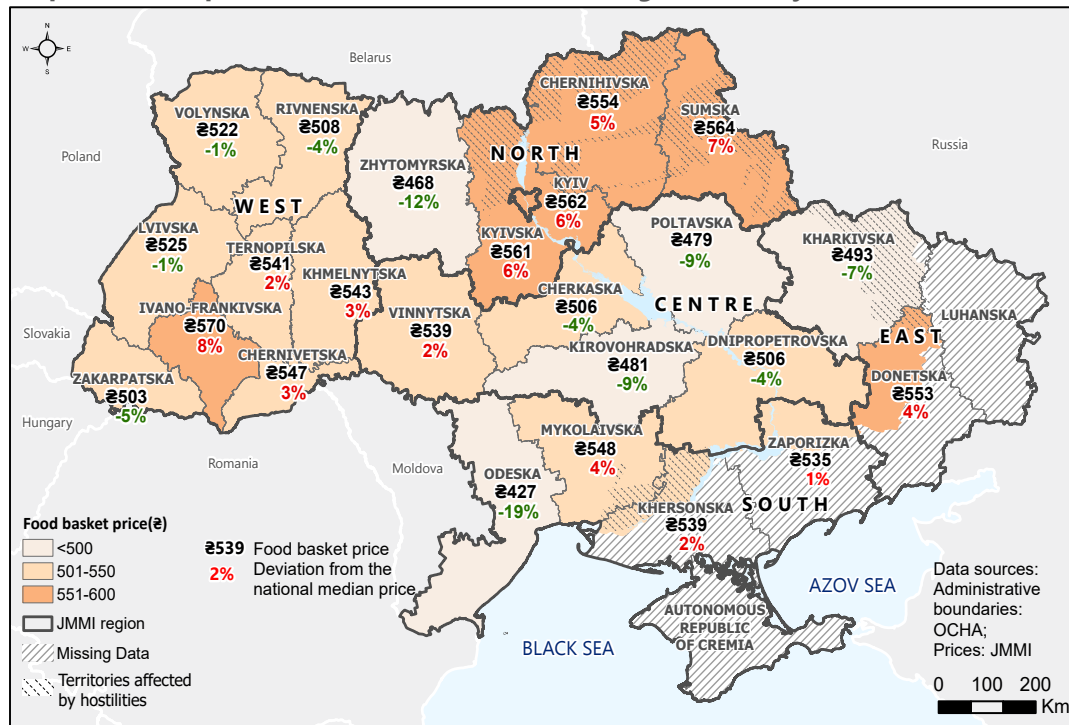 N
W
E
S
Belarus
Poland
Russia
Slovakia
Hungary
Romania
Moldova
VOLYNSKA
₴522
-1%
RIVNENSKA
₴508
-4%
ZHYTOMYRSKA
₴468
-12%
CHERNIHIVSKA
₴554
5%
SUMSKA
₴564
7%
NORTH
KYIV
₴562
6%
KYIVSKA
₴561
6%
WEST
LVIVSKA
₴525
-1%
TERNOPILSKA
₴541
2%
KHMELNYTSKA
₴543
3%
IVANO-FRANKIVSKA
₴570
8%
ZAKARPATSKA
₴503
-5%
CHERNIVETSKA
₴547
3%
VINNYTSKA
₴539
2%
CHERKASKA
₴506
-4%
POLTAVSKA
₴479
-9%
CENTRE
KIROVOHRADSKA
₴481
-9%
DNIPROPETROVSKA
₴506
-4%
KHARKIVSKA
₴493
-7%
EAST
LUHANSKA
DONETSKA
₴553
4%
ODESKA
₴427
-19%
MYKOLAIVSKA
₴548
4%
ZAPORIZKA
₴535
1%
SOUTH
KHERSONSKA
₴539
2%
AUTONOMOUS
REPUBLIC
OF CREMIA
BLACK SEA
AZOV SEA
Food basket price(₴)
<500
501-550
551-600
JMMI region
Missing Data
Territories affected
by hostilities
₴539 Food basket price
2% Deviation from the
national median price
Data sources:
Administrative
boundaries:
OCHA;
Prices: JMMI
0 100 200
Km